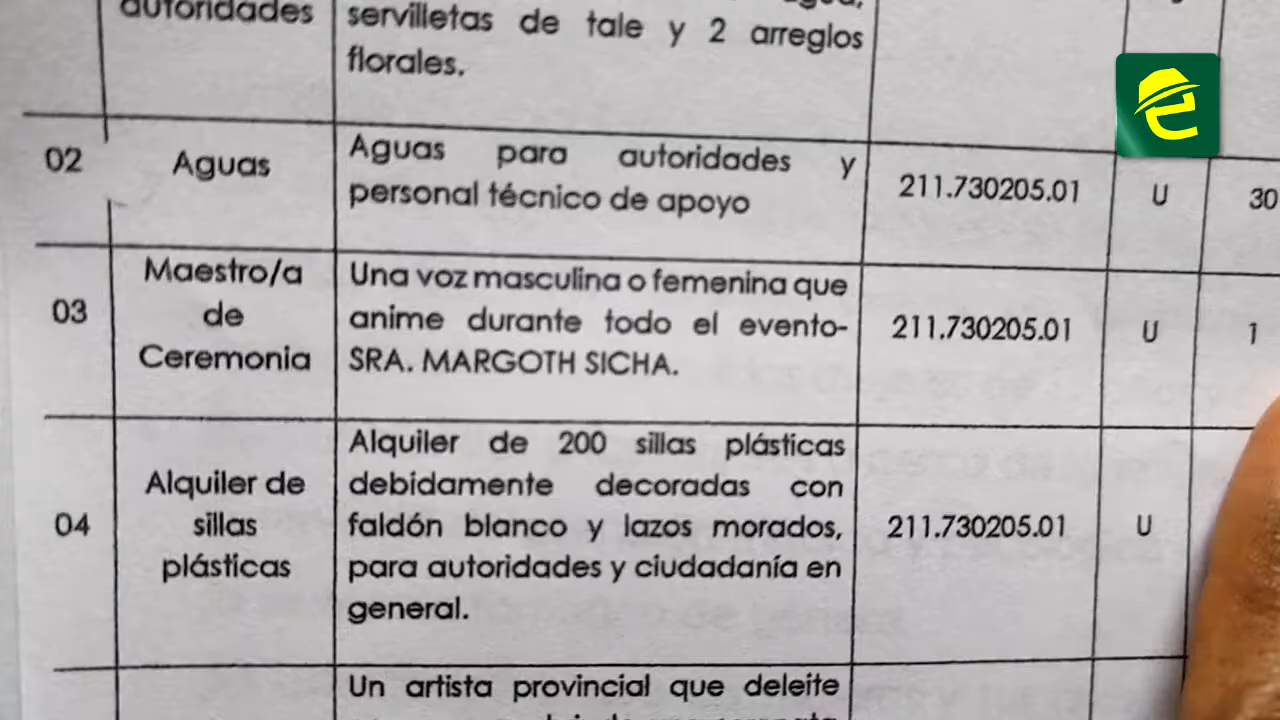 autoridades
servilletas de tale y 2 arreglos
florales.
02
Aguas
Aguas para autoridades y
personal técnico de apoyo
211.730205.01
U
30
03
Maestro/a
de
Ceremonia
Una voz masculina o femenina que
anime durante todo el evento-
SRA. MARGOTH SICHA.
211.730205.01
U
1
04
Alquiler de
sillas
plásticas
Alquiler de 200 sillas plásticas
debidamente decoradas con
faldón blanco y lazos morados,
para autoridades y ciudadanía en
general.
211.730205.01
U
Un artista provincial que deleite